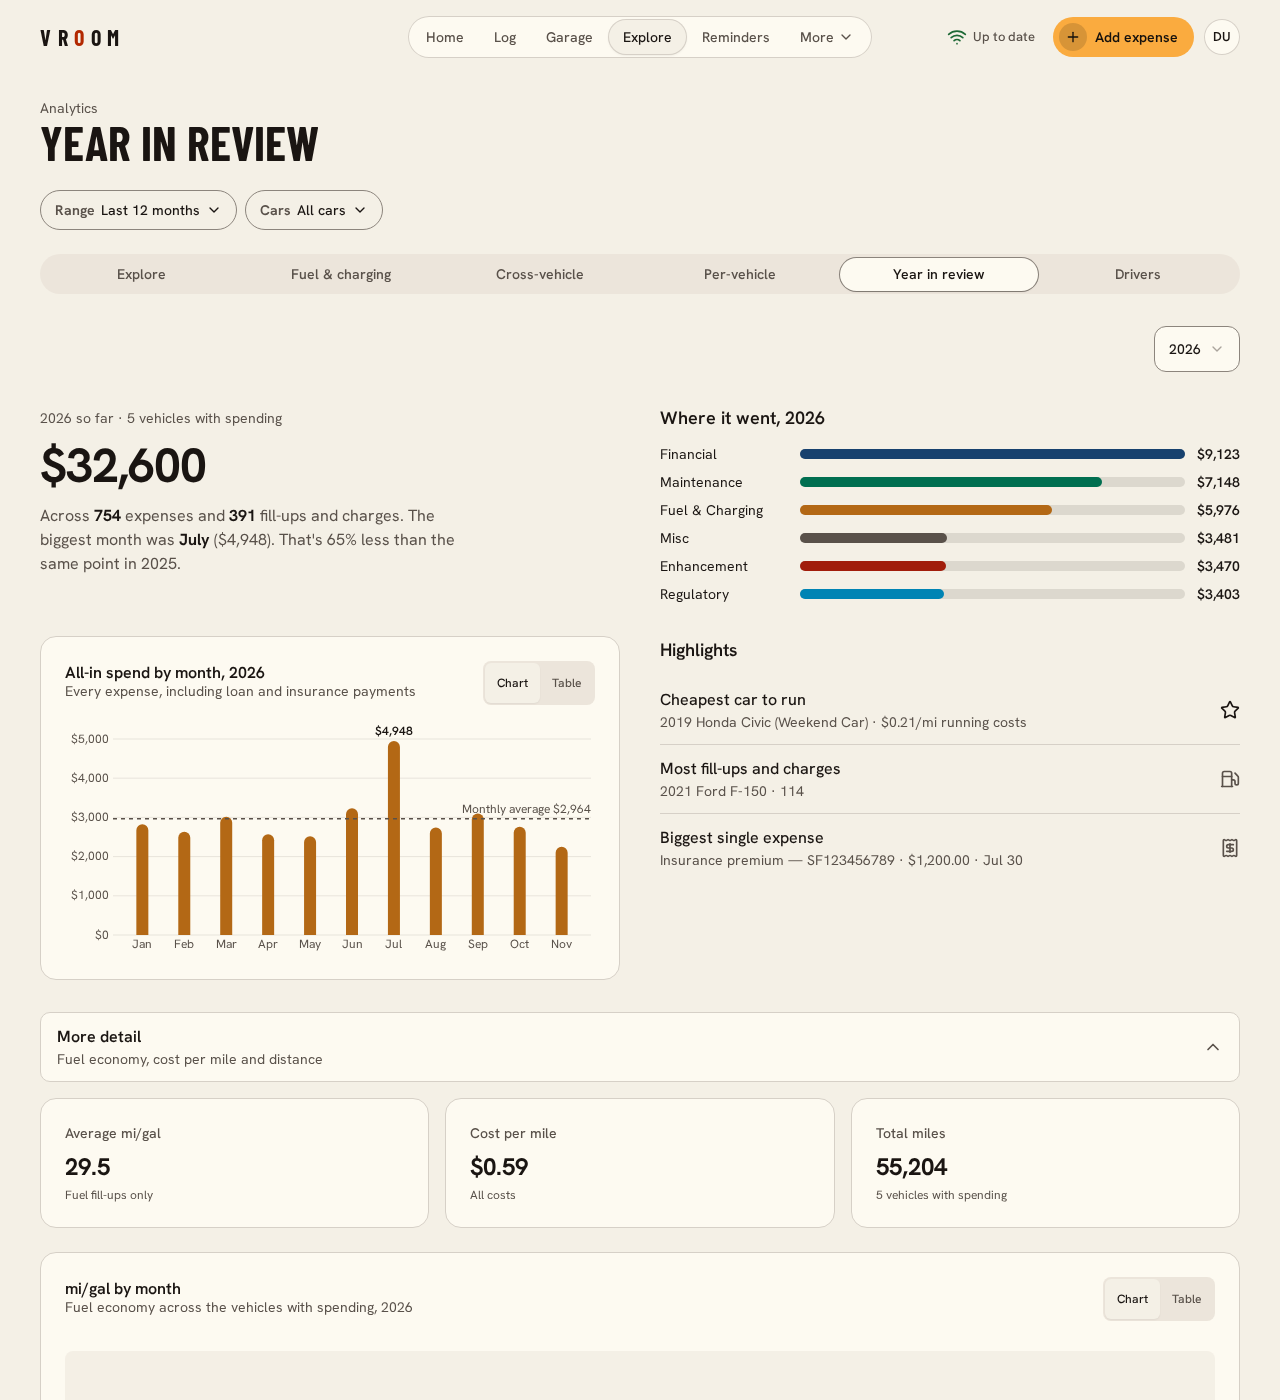 VROOM
Home
Log
Garage
Explore
Reminders
More
Up to date
Add expense
DU
Analytics
YEAR IN REVIEW
Range Last 12 months
Cars All cars
Explore
Fuel & charging
Cross-vehicle
Per-vehicle
Year in review
Drivers
2026
2026 so far · 5 vehicles with spending
$32,600
Across 754 expenses and 391 fill-ups and charges. The
biggest month was July ($4,948). That's 65% less than the
same point in 2025.
Where it went, 2026
Financial $9,123
Maintenance $7,148
Fuel & Charging $5,976
Misc $3,481
Enhancement $3,470
Regulatory $3,403
All-in spend by month, 2026
Every expense, including loan and insurance payments
Chart
Table
$4,948
$5,000
$4,000
Monthly average $2,964
$3,000
$2,000
$1,000
$0
Jan Feb Mar Apr May Jun Jul Aug Sep Oct Nov
Highlights
Cheapest car to run
2019 Honda Civic (Weekend Car) · $0.21/mi running costs
Most fill-ups and charges
2021 Ford F-150 · 114
Biggest single expense
Insurance premium — SF123456789 · $1,200.00 · Jul 30
More detail
Fuel economy, cost per mile and distance
Average mi/gal
29.5
Fuel fill-ups only
Cost per mile
$0.59
All costs
Total miles
55,204
5 vehicles with spending
mi/gal by month
Fuel economy across the vehicles with spending, 2026
Chart
Table